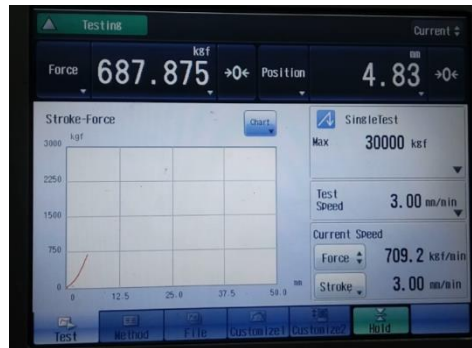 Testing
Current
kgf
mm
Force 687.875 →0← Position 4.83 →0←
Stroke-Force
Chart
kgf
3000
2250
1500
750
0
0 12.5 25.0 37.5 50.0 mm
SingleTest
Max 30000 kgf
Test Speed 3.00 mm/min
Current Speed
Force 709.2 kgf/min
Stroke 3.00 mm/min
Test Method File Customize1 Customize2 Hold